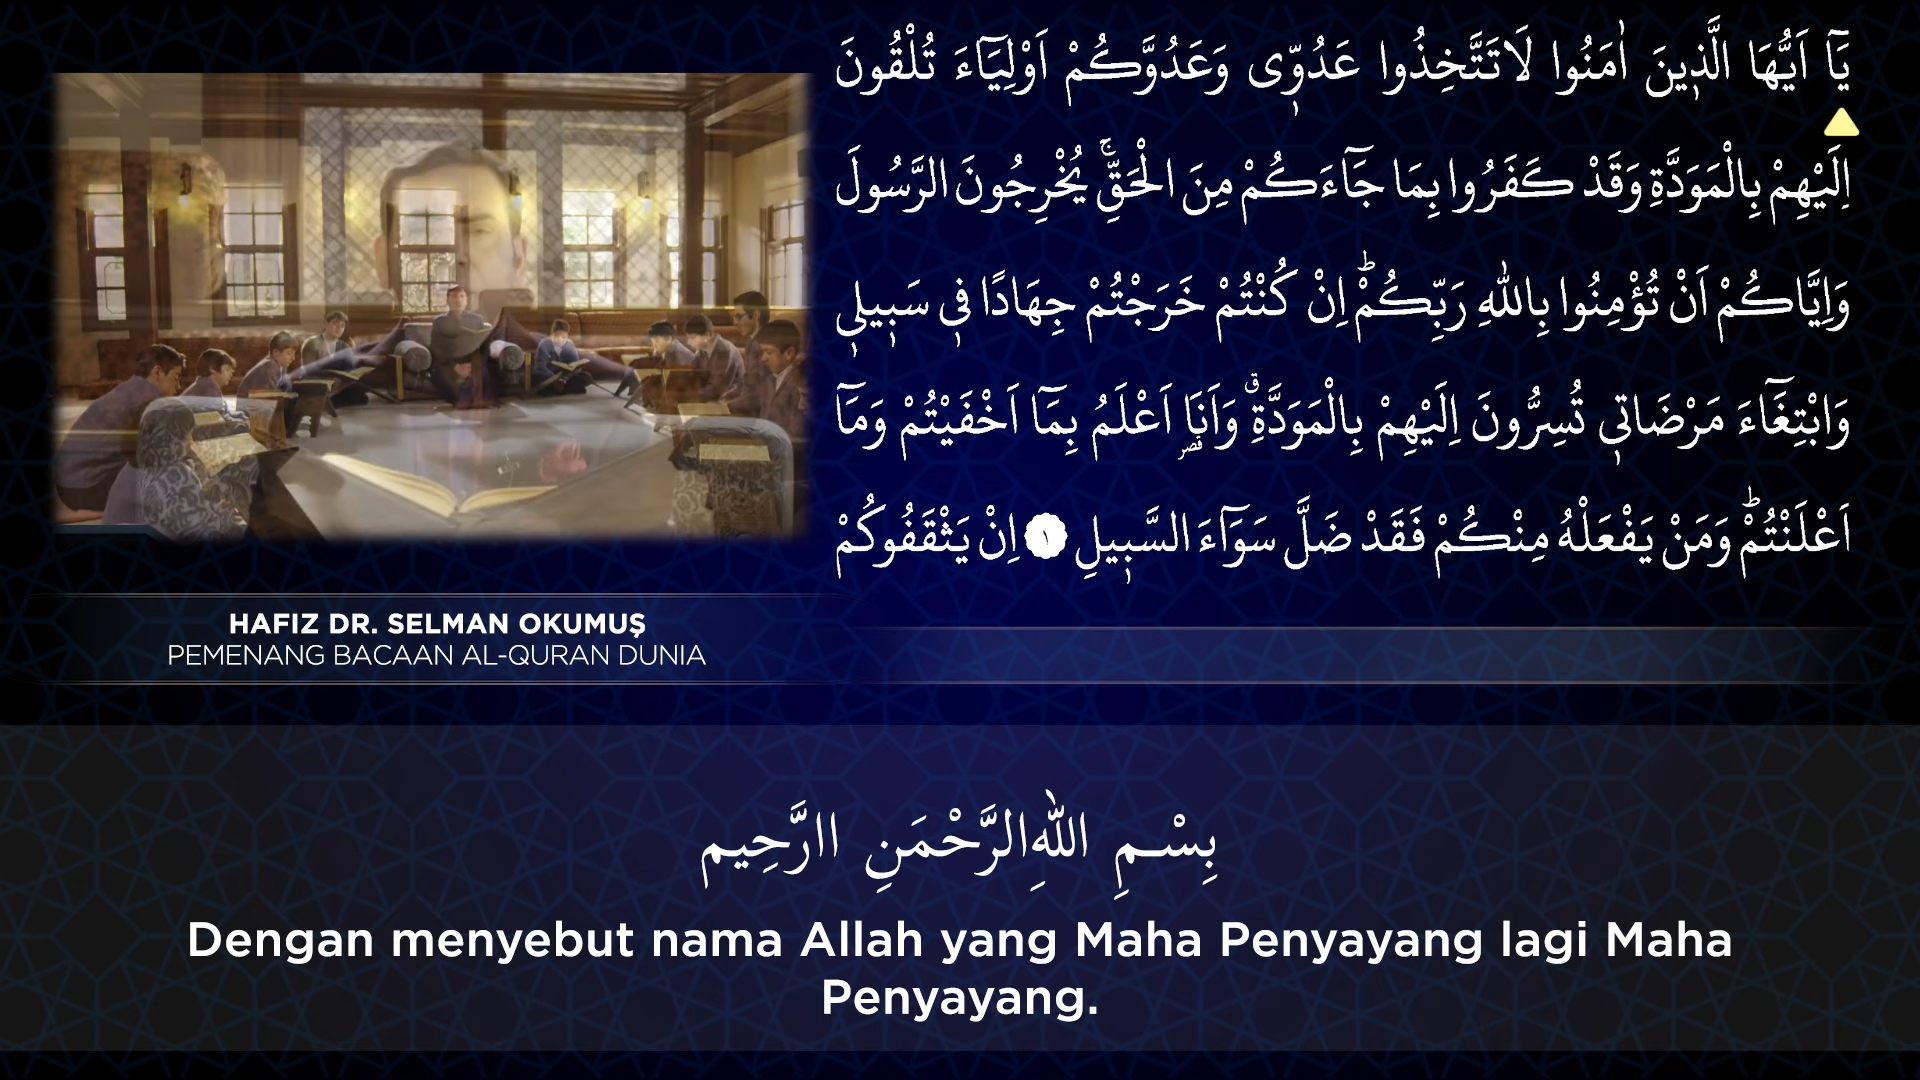 يَٓا اَيُّهَا الَّذ۪ينَ اٰمَنُوا لَا تَتَّخِذُوا عَدُوّ۪ى وَعَدُوَّكُمْ اَوْلِيَٓاءَ تُلْقُونَ
اِلَيْهِمْ بِالْمَوَدَّةِ وَقَدْ كَفَرُوا بِمَا جَٓاءَكُمْ مِنَ الْحَقِّۚ يُخْرِجُونَ الرَّسُولَ
وَاِيَّاكُمْ اَنْ تُؤْمِنُوا بِاللّٰهِ رَبِّكُمْۜ اِنْ كُنْتُمْ خَرَجْتُمْ جِهَادًا ف۪ى سَب۪يل۪ى
وَابْتِغَٓاءَ مَرْضَات۪ى تُسِرُّونَ اِلَيْهِمْ بِالْمَوَدَّةِۗ وَاَنَا۬ اَعْلَمُ بِمَٓا اَخْفَيْتُمْ وَمَٓا
اَعْلَنْتُمْۜ وَمَنْ يَفْعَلْهُ مِنْكُمْ فَقَدْ ضَلَّ سَوَٓاءَ السَّب۪يلِ ١ اِنْ يَثْقَفُوكُمْ
HAFIZ DR. SELMAN OKUMUŞ
PEMENANG BACAAN AL-QURAN DUNIA
بِسْـمِ اللّٰهِ الرَّحْمَنِ اارَّحِيم
Dengan menyebut nama Allah yang Maha Penyayang lagi Maha
Penyayang.